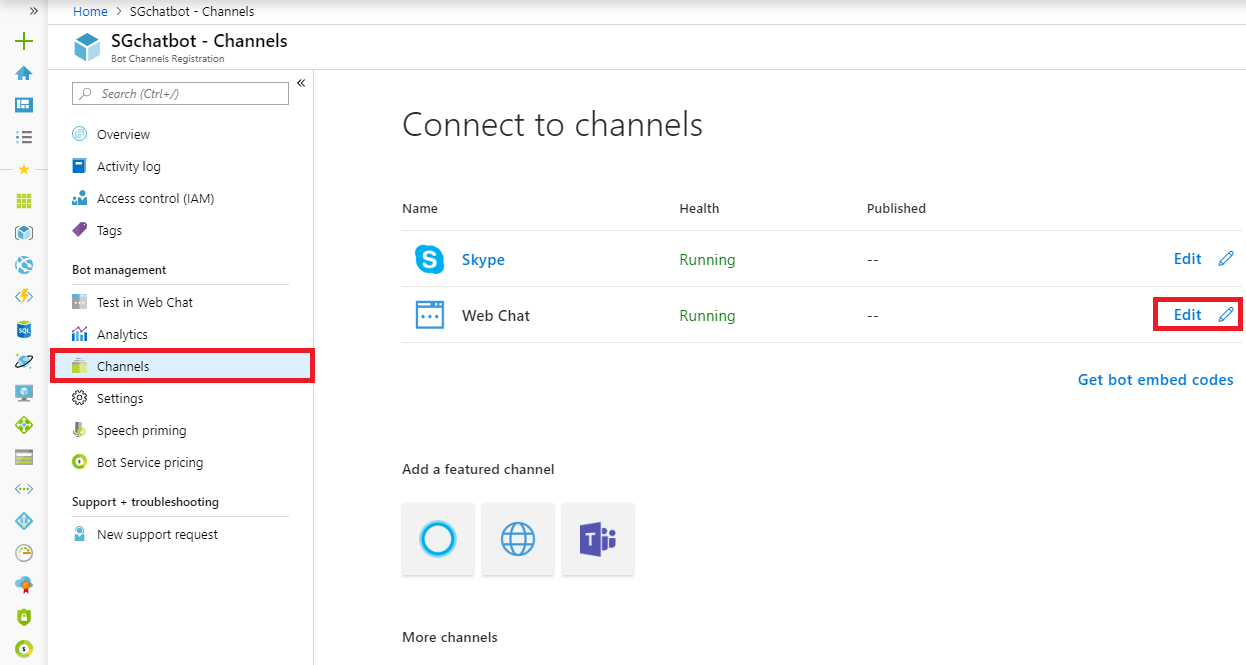 Home > SGchatbot - Channels
SGchatbot - Channels
Bot Channels Registration
Search (Ctrl+/)
Overview
Activity log
Access control (IAM)
Tags
Bot management
Test in Web Chat
Analytics
Channels
Settings
Speech priming
Bot Service pricing
Support + troubleshooting
New support request
Connect to channels
Name Health Published
Skype Running -- Edit
Web Chat Running -- Edit
Get bot embed codes
Add a featured channel
More channels